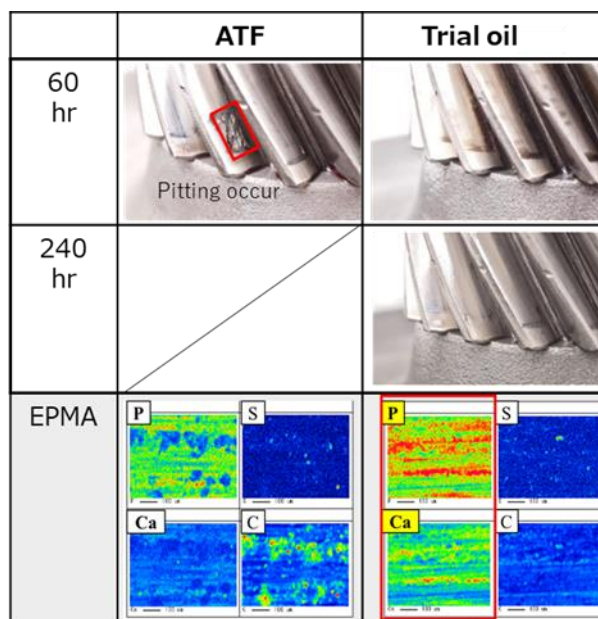 ATF
Trial oil
60
hr
Pitting occur
240
hr
EPMA
P
S
P
S
Ca
C
Ca
C